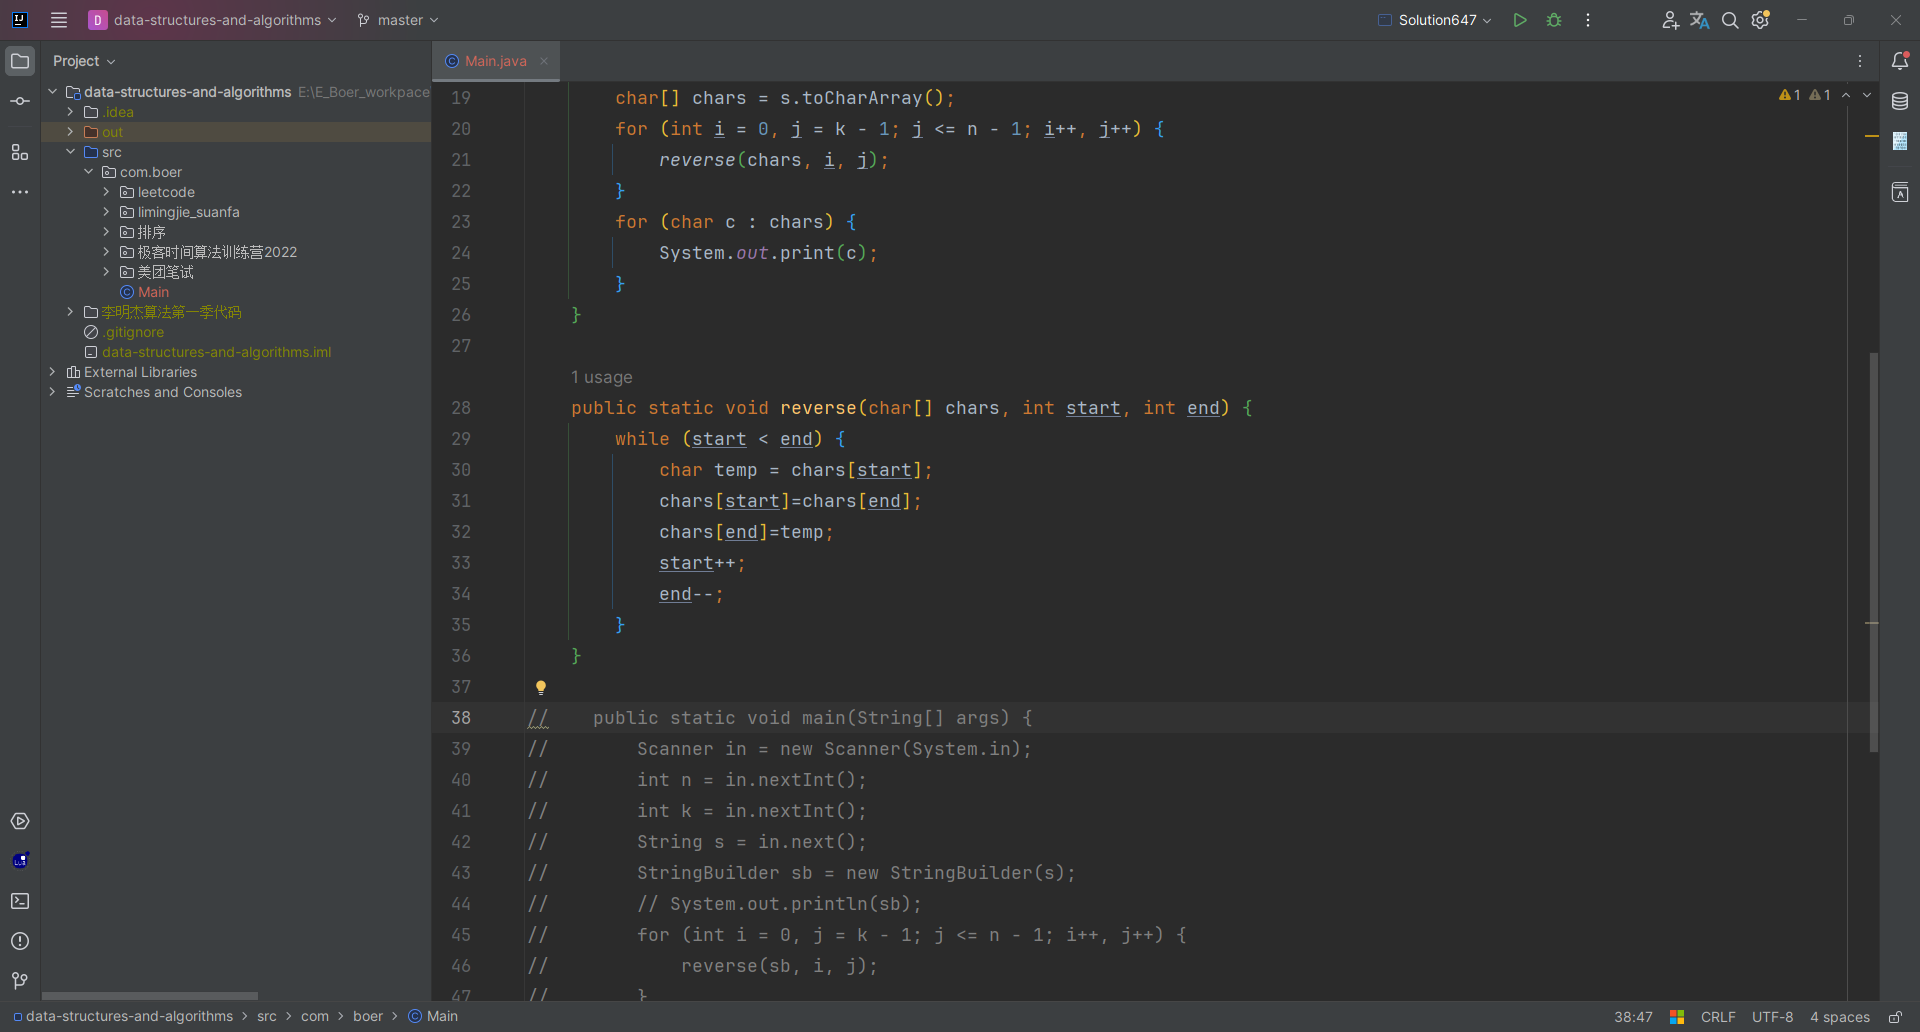 D data-structures-and-algorithms master Solution647
Project
Main.java
data-structures-and-algorithms E:\E_Boer_workpace
.idea
out
src
com.boer
leetcode
limingjie_suanfa
排序
极客时间算法训练营2022
美团笔试
Main
李明杰算法第一季代码
.gitignore
data-structures-and-algorithms.iml
External Libraries
Scratches and Consoles
1 1
19 char[] chars = s.toCharArray();
20 for (int i = 0, j = k - 1; j <= n - 1; i++, j++) {
21 reverse(chars, i, j);
22 }
23 for (char c : chars) {
24 System.out.print(c);
25 }
26 }
27
1 usage
28 public static void reverse(char[] chars, int start, int end) {
29 while (start < end) {
30 char temp = chars[start];
31 chars[start]=chars[end];
32 chars[end]=temp;
33 start++;
34 end--;
35 }
36 }
37
38 // public static void main(String[] args) {
39 // Scanner in = new Scanner(System.in);
40 // int n = in.nextInt();
41 // int k = in.nextInt();
42 // String s = in.next();
43 // StringBuilder sb = new StringBuilder(s);
44 // // System.out.println(sb);
45 // for (int i = 0, j = k - 1; j <= n - 1; i++, j++) {
46 // reverse(sb, i, j);
47 // }
data-structures-and-algorithms > src > com > boer > Main
38:47 CRLF UTF-8 4 spaces